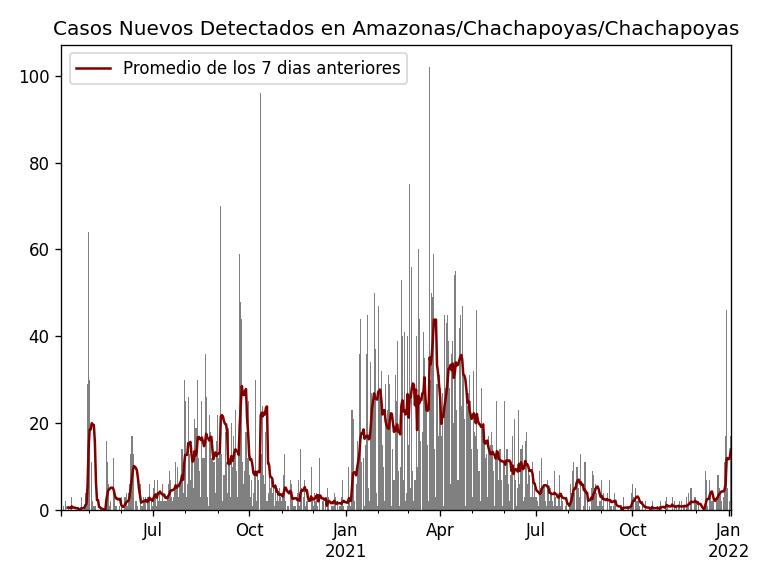 Casos Nuevos Detectados en Amazonas/Chachapoyas/Chachapoyas
Promedio de los 7 dias anteriores
100
80
60
40
20
0
Jul Oct Jan Apr Jul Oct Jan
2021 2022